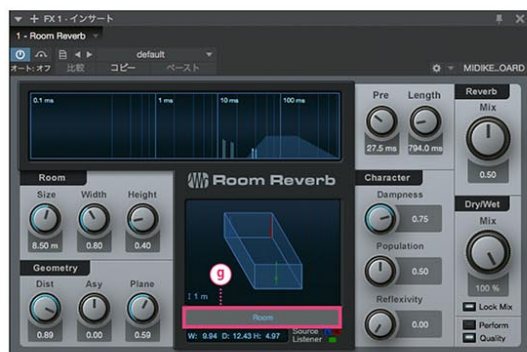 FX 1 - インサート
1 - Room Reverb
default
オート: オフ 比較 コピー ペースト
MIDIKE..OARD
0.1 ms 1 ms 10 ms 100 ms
Pre Length
27.5 ms 794.0 ms
Reverb
Mix
0.50
Room Reverb
Room
Size Width Height
8.50 m 0.80 0.40
Character
Dampness
0.75
Population
0.50
Reflexivity
0.00
Dry/Wet
Mix
100 %
Lock Mix
Perform
Quality
Geometry
Dist Asy Plane
0.89 0.00 0.59
g
1 m
Room
W: 9.94 D: 12.43 H: 4.97
Source
Listener